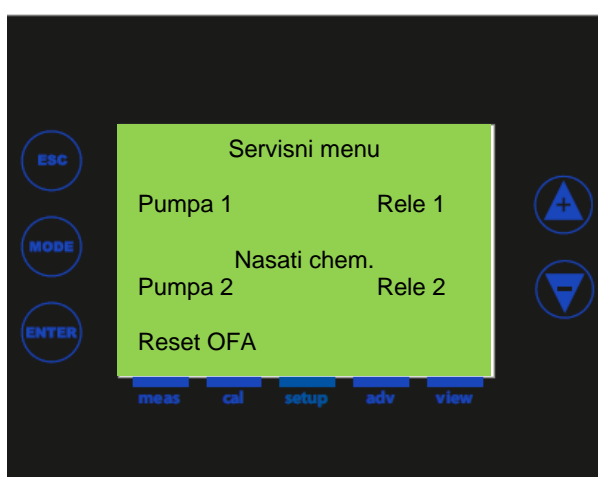 Servisni menu
ESC
Pumpa 1 Rele 1
+
MODE
Nasati chem.
Pumpa 2 Rele 2
-
ENTER
Reset OFA
meas cal setup adv view